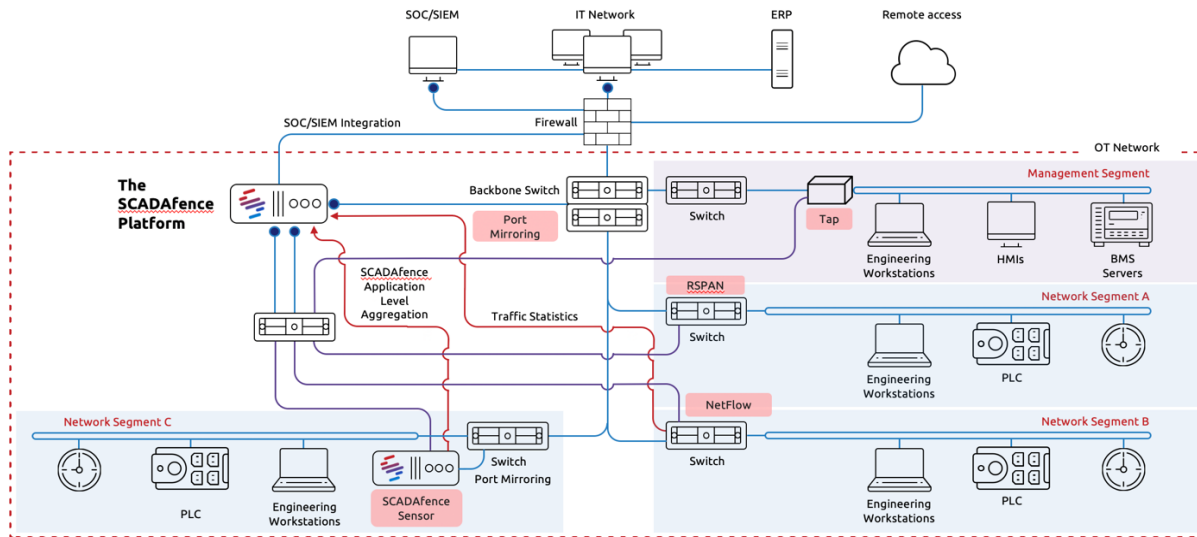 SOC/SIEM
IT Network
ERP
Remote access
SOC/SIEM Integration
Firewall
OT Network
The
SCADAfence
Platform
Backbone Switch
Port
Mirroring
Switch
Tap
Management Segment
Engineering
Workstations
HMIs
BMS
Servers
SCADAfence
Application
Level
Aggregation
Traffic Statistics
RSPAN
Switch
Network Segment A
Engineering
Workstations
PLC
NetFlow
Switch
Network Segment B
Engineering
Workstations
PLC
Network Segment C
PLC
Engineering
Workstations
SCADAfence
Sensor
Switch
Port Mirroring